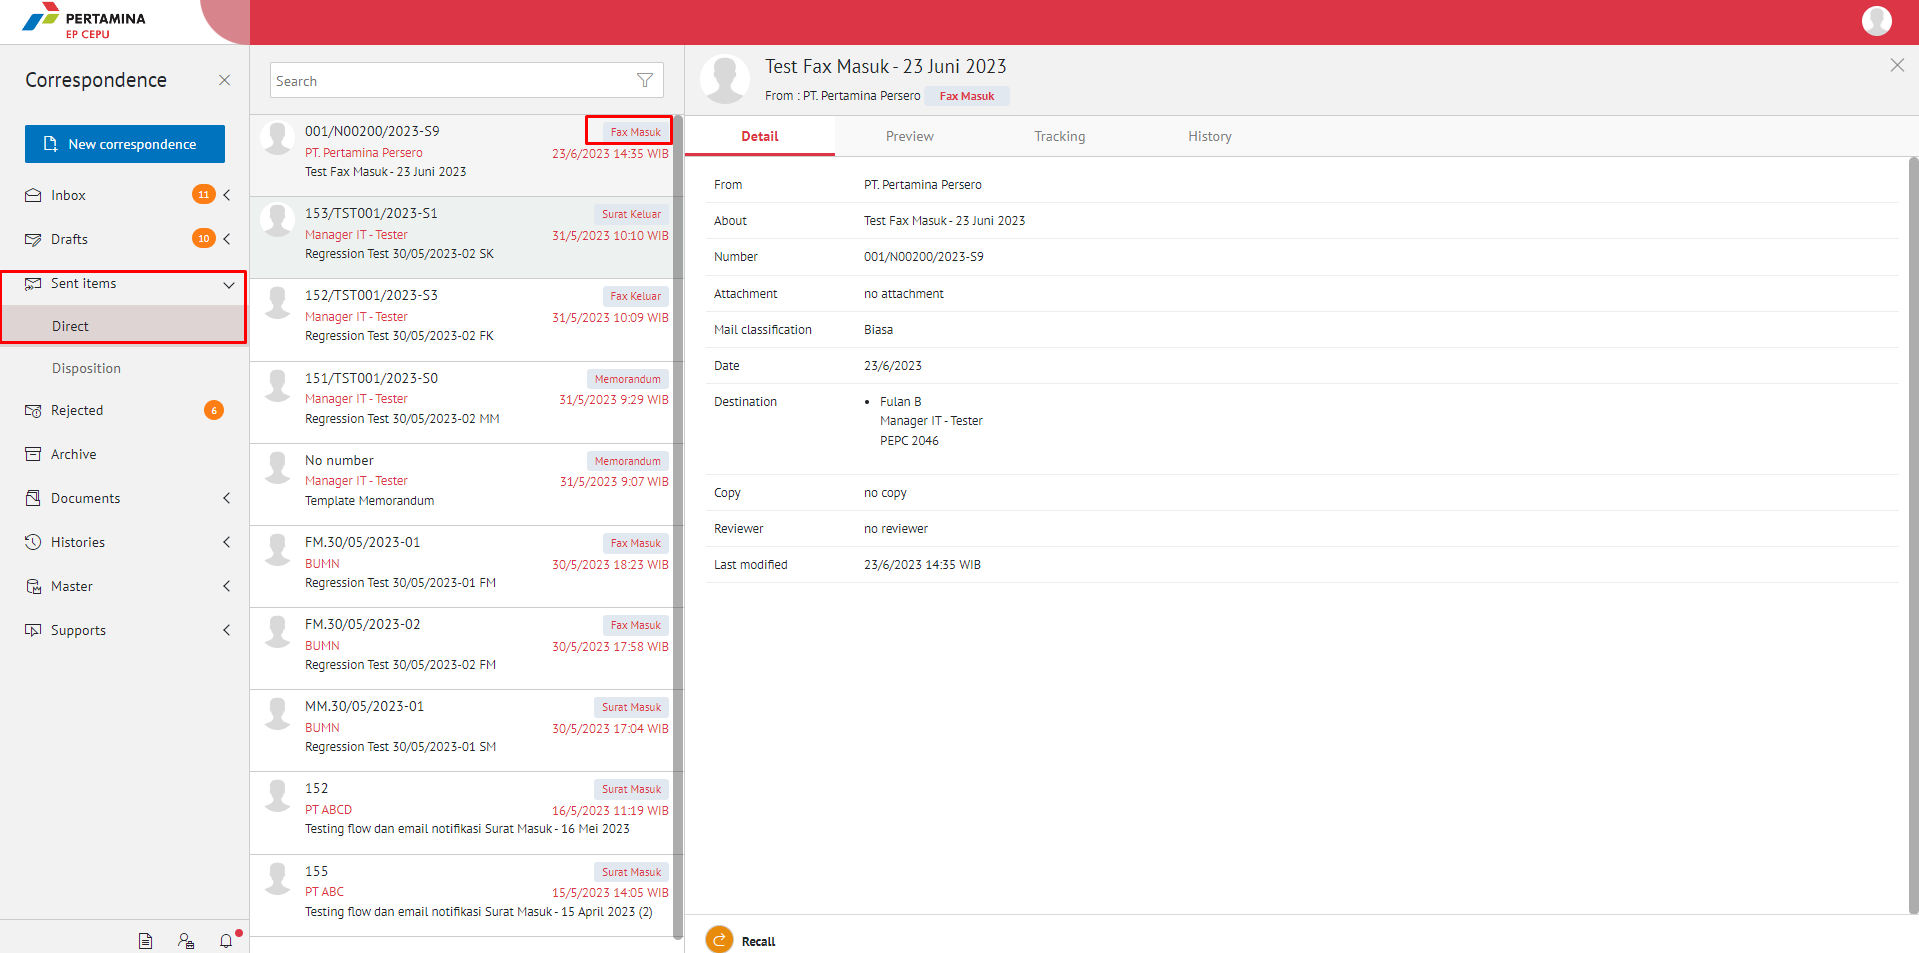 PERTAMINA
EP CEPU
Correspondence
New correspondence
Inbox 11
Drafts 10
Sent items
Direct
Disposition
Rejected 6
Archive
Documents
Histories
Master
Supports
Search
001/N00200/2023-S9 Fax Masuk
PT. Pertamina Persero 23/6/2023 14:35 WIB
Test Fax Masuk - 23 Juni 2023
153/TST001/2023-S1 Surat Keluar
Manager IT - Tester 31/5/2023 10:10 WIB
Regression Test 30/05/2023-02 SK
152/TST001/2023-S3 Fax Keluar
Manager IT - Tester 31/5/2023 10:09 WIB
Regression Test 30/05/2023-02 FK
151/TST001/2023-S0 Memorandum
Manager IT - Tester 31/5/2023 9:29 WIB
Regression Test 30/05/2023-02 MM
No number Memorandum
Manager IT - Tester 31/5/2023 9:07 WIB
Template Memorandum
FM.30/05/2023-01 Fax Masuk
BUMN 30/5/2023 18:23 WIB
Regression Test 30/05/2023-01 FM
FM.30/05/2023-02 Fax Masuk
BUMN 30/5/2023 17:58 WIB
Regression Test 30/05/2023-02 FM
MM.30/05/2023-01 Surat Masuk
BUMN 30/5/2023 17:04 WIB
Regression Test 30/05/2023-01 SM
152 Surat Masuk
PT ABCD 16/5/2023 11:19 WIB
Testing flow dan email notifikasi Surat Masuk - 16 Mei 2023
155 Surat Masuk
PT ABC 15/5/2023 14:05 WIB
Testing flow dan email notifikasi Surat Masuk - 15 April 2023 (2)
Test Fax Masuk - 23 Juni 2023
From : PT. Pertamina Persero Fax Masuk
Detail Preview Tracking History
From PT. Pertamina Persero
About Test Fax Masuk - 23 Juni 2023
Number 001/N00200/2023-S9
Attachment no attachment
Mail classification Biasa
Date 23/6/2023
Destination • Fulan B
Manager IT - Tester
PEPC 2046
Copy no copy
Reviewer no reviewer
Last modified 23/6/2023 14:35 WIB
Recall